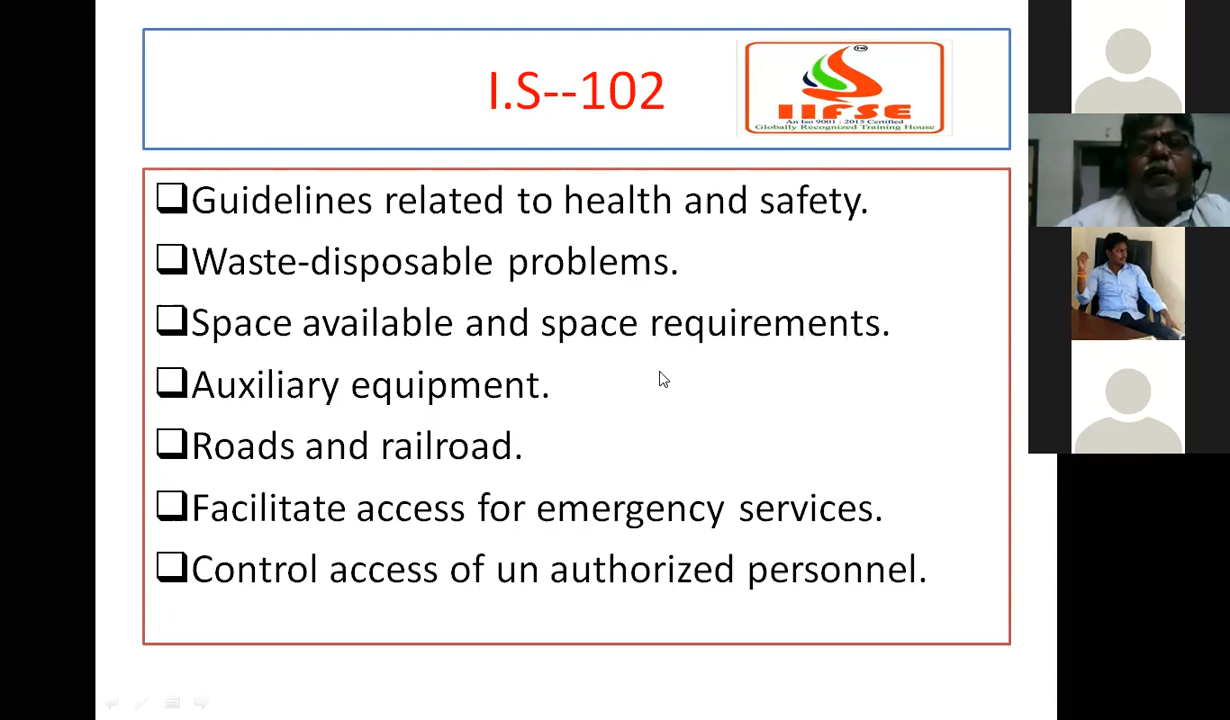 I.S--102
TM
IIFSE
An Iso 9001 : 2015 Certified
Globally Recognized Training House
❑Guidelines related to health and safety.
❑Waste-disposable problems.
❑Space available and space requirements.
❑Auxiliary equipment.
❑Roads and railroad.
❑Facilitate access for emergency services.
❑Control access of un authorized personnel.